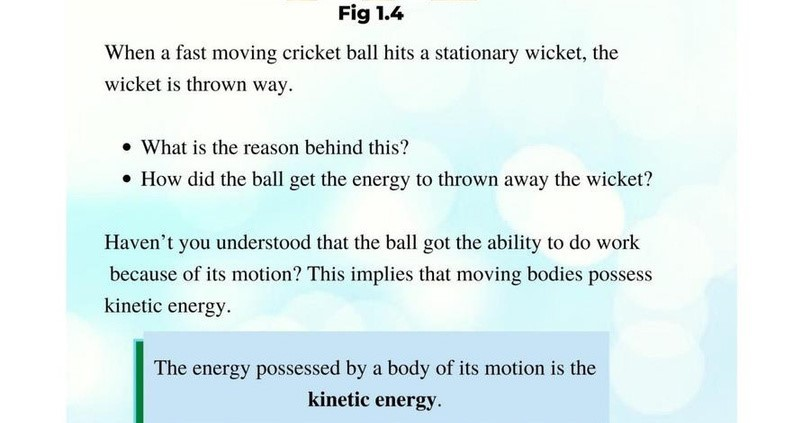 Fig 1.4
When a fast moving cricket ball hits a stationary wicket, the
wicket is thrown way.
• What is the reason behind this?
• How did the ball get the energy to thrown away the wicket?
Haven't you understood that the ball got the ability to do work
because of its motion? This implies that moving bodies possess
kinetic energy.
The energy possessed by a body of its motion is the
kinetic energy.